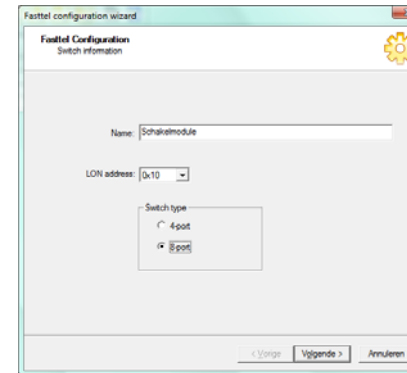 Fasttel configuration wizard
Fasttel Configuration
Switch information
Name: Schakelmodule
LON address: 0x10
Switch type
4-port
8-port
< Vorige Volgende > Annuleren